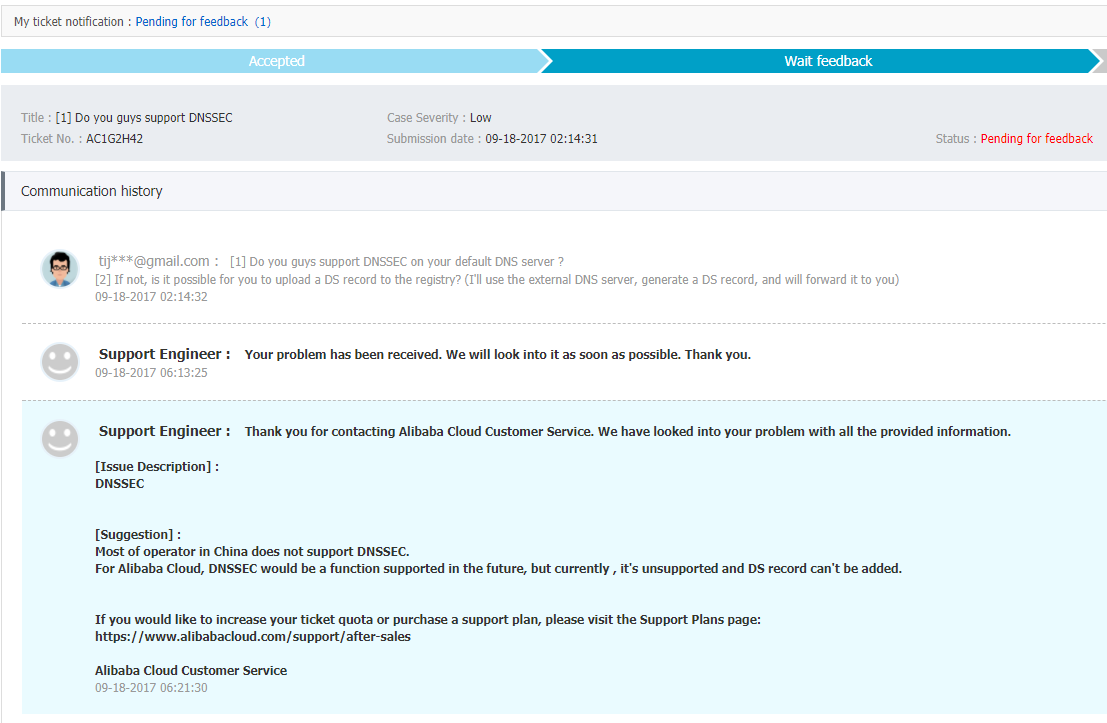 My ticket notification : Pending for feedback (1)
Accepted
Wait feedback
Title : [1] Do you guys support DNSSEC
Case Severity : Low
Ticket No. : AC1G2H42
Submission date : 09-18-2017 02:14:31
Status : Pending for feedback
Communication history
tij***@gmail.com : [1] Do you guys support DNSSEC on your default DNS server ?
[2] If not, is it possible for you to upload a DS record to the registry? (I'll use the external DNS server, generate a DS record, and will forward it to you)
09-18-2017 02:14:32
Support Engineer : Your problem has been received. We will look into it as soon as possible. Thank you.
09-18-2017 06:13:25
Support Engineer : Thank you for contacting Alibaba Cloud Customer Service. We have looked into your problem with all the provided information.
[Issue Description] :
DNSSEC
[Suggestion] :
Most of operator in China does not support DNSSEC.
For Alibaba Cloud, DNSSEC would be a function supported in the future, but currently , it's unsupported and DS record can't be added.
If you would like to increase your ticket quota or purchase a support plan, please visit the Support Plans page:
https://www.alibabacloud.com/support/after-sales
Alibaba Cloud Customer Service
09-18-2017 06:21:30